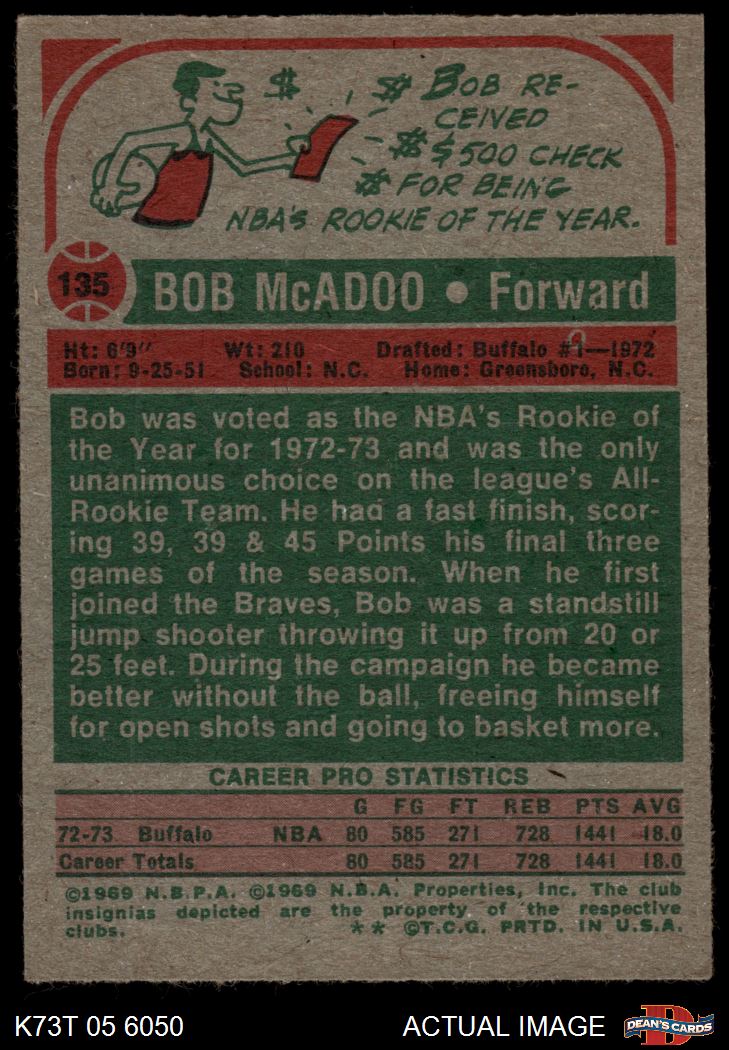 $ $ BOB RE-
CEIVED
$ $500 CHECK
$ FOR BEING
NBA'S ROOKIE OF THE YEAR.
135 BOB McADOO • Forward
Ht: 6'9" Wt: 210 Drafted: Buffalo #1—1972
Born: 9-25-51 School: N.C. Home: Greensboro, N.C.
Bob was voted as the NBA's Rookie of
the Year for 1972-73 and was the only
unanimous choice on the league's All-
Rookie Team. He had a fast finish, scor-
ing 39, 39 & 45 Points his final three
games of the season. When he first
joined the Braves, Bob was a standstill
jump shooter throwing it up from 20 or
25 feet. During the campaign he became
better without the ball, freeing himself
for open shots and going to basket more.
CAREER PRO STATISTICS
G FG FT REB PTS AVG
72-73 Buffalo NBA 80 585 271 728 1441 18.0
Career Totals 80 585 271 728 1441 18.0
©1969 N.B.P.A. ©1969 N.B.A. Properties, Inc. The club
insignias depicted are the property of the respective
clubs. * * ©T.C.G. PRTD. IN U.S.A.
K73T 05 6050 ACTUAL IMAGE DEAN'S CARDS